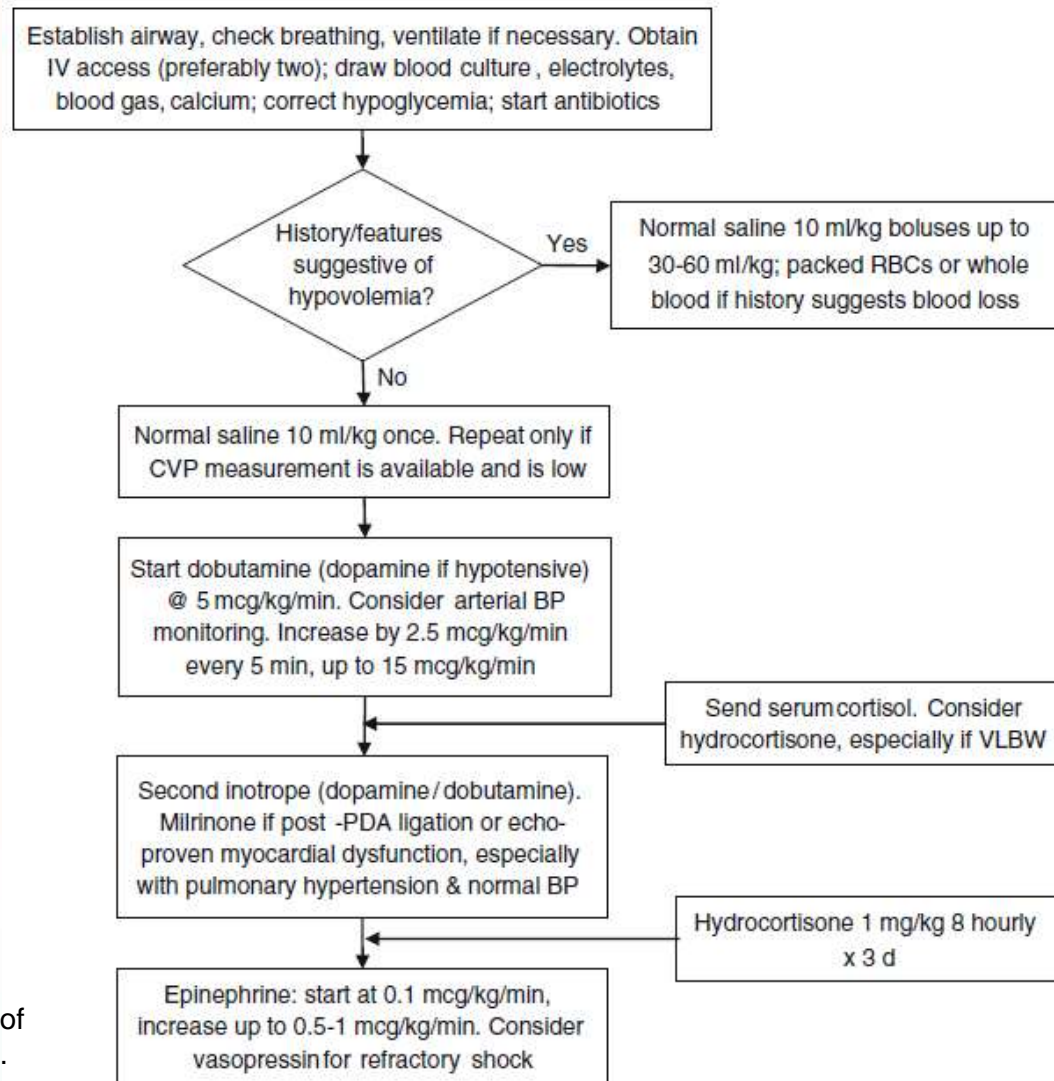 Establish airway, check breathing, ventilate if necessary. Obtain
IV access (preferably two); draw blood culture , electrolytes,
blood gas, calcium; correct hypoglycemia; start antibiotics
History/features
suggestive of
hypovolemia?
Yes
Normal saline 10 ml/kg boluses up to
30-60 ml/kg; packed RBCs or whole
blood if history suggests blood loss
No
Normal saline 10 ml/kg once. Repeat only if
CVP measurement is available and is low
Start dobutamine (dopamine if hypotensive)
@ 5 mcg/kg/min. Consider arterial BP
monitoring. Increase by 2.5 mcg/kg/min
every 5 min, up to 15 mcg/kg/min
Send serum cortisol. Consider
hydrocortisone, especially if VLBW
Second inotrope (dopamine / dobutamine).
Milrinone if post -PDA ligation or echo-
proven myocardial dysfunction, especially
with pulmonary hypertension & normal BP
Hydrocortisone 1 mg/kg 8 hourly
x 3 d
Epinephrine: start at 0.1 mcg/kg/min,
increase up to 0.5-1 mcg/kg/min. Consider
vasopressin for refractory shock
of
.